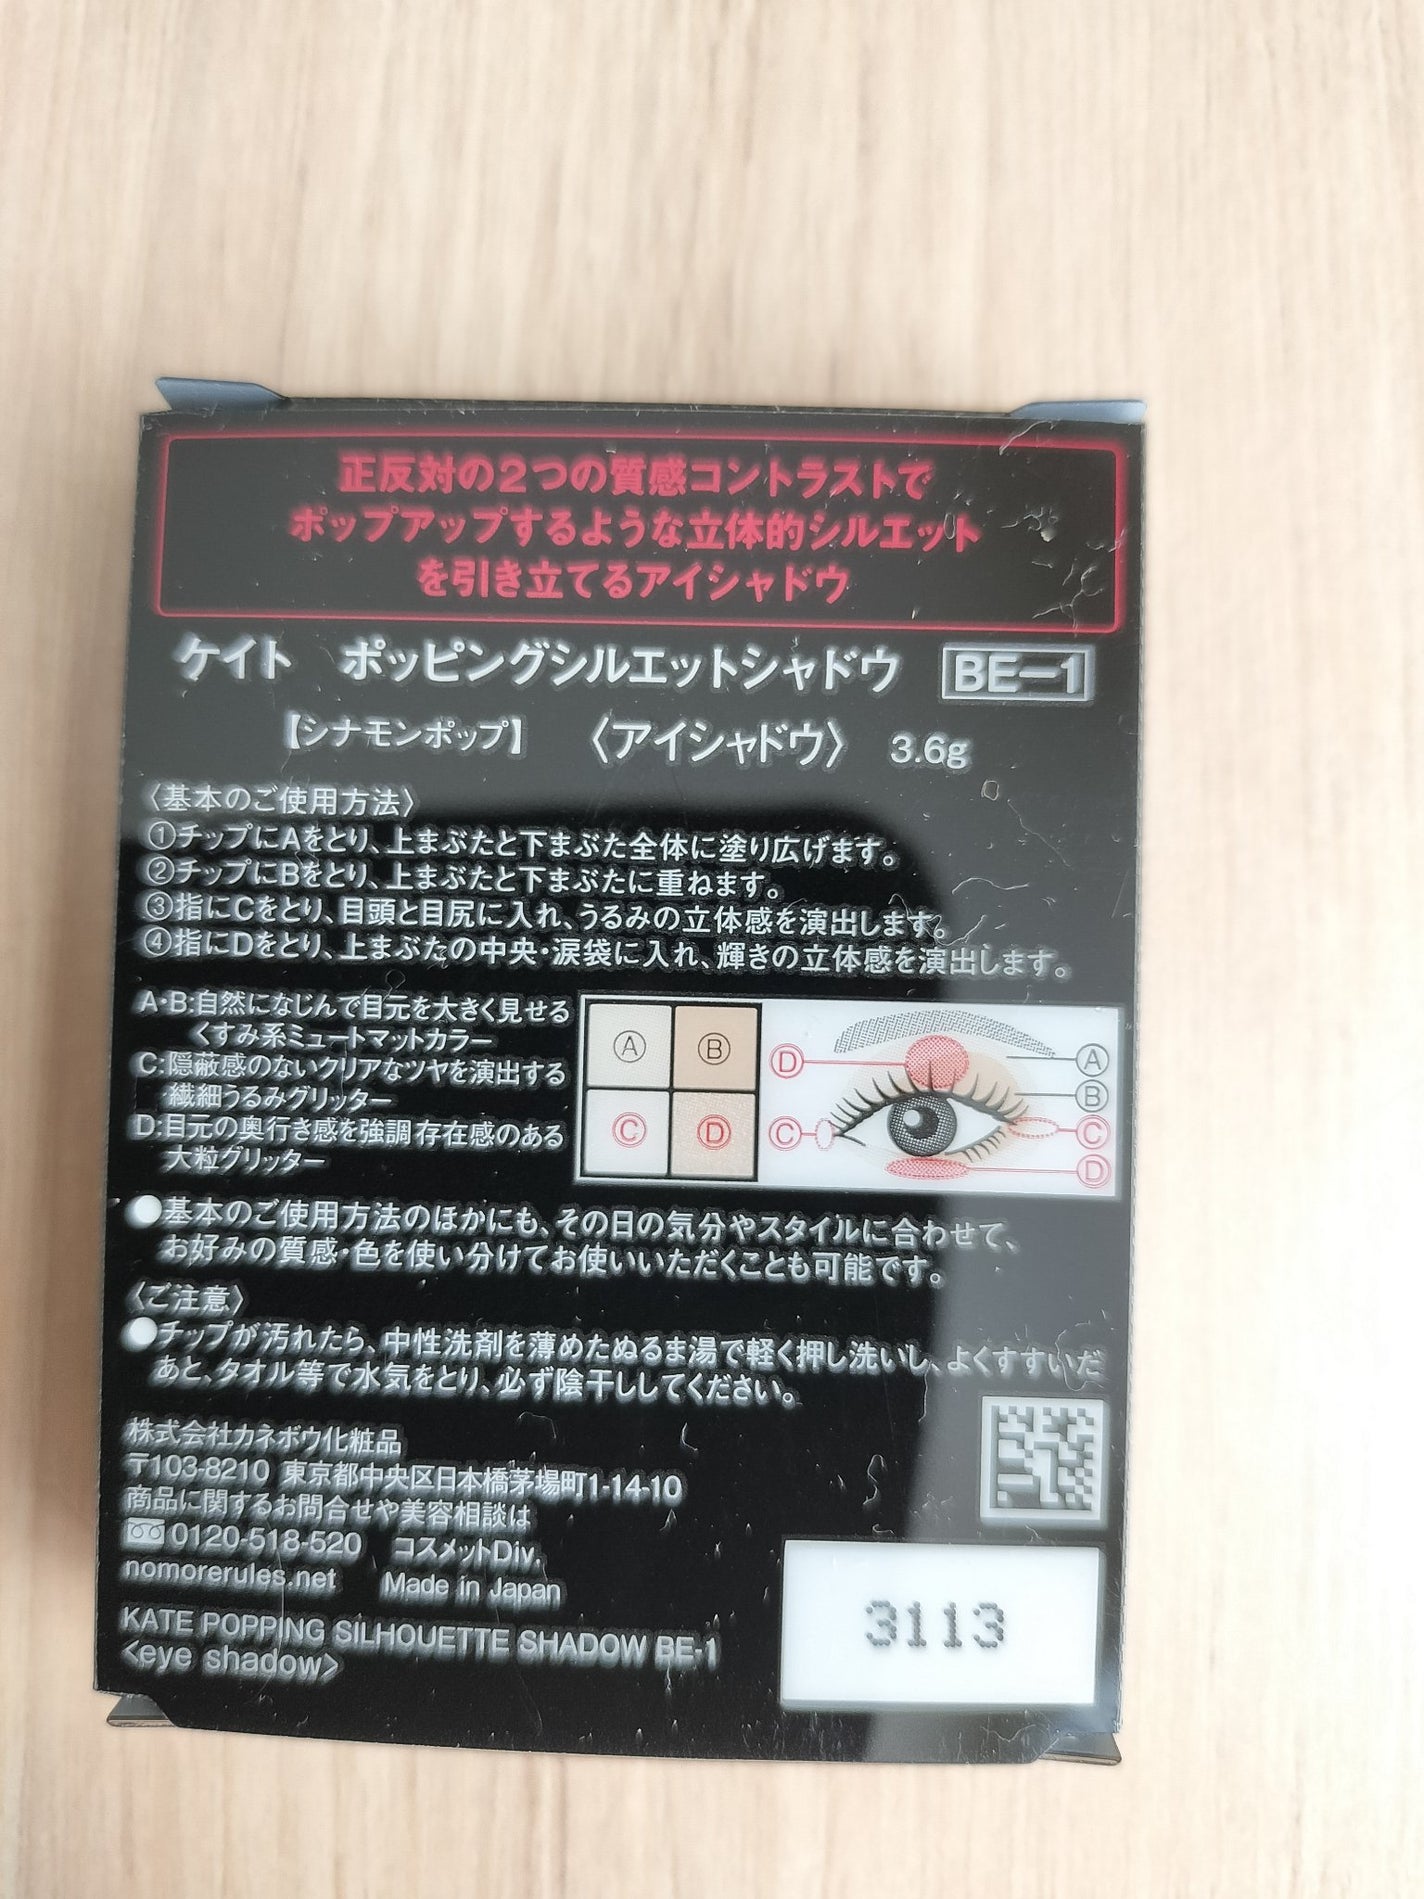 正反対の2つの質感コントラストで
ポップアップするような立体的シルエット
を引き立てるアイシャドウ
ケイト ポッピングシルエットシャドウ BE-1
【シナモンポップ】 〈アイシャドウ〉 3.6g
〈基本のご使用方法〉
①チップにAをとり、上まぶたと下まぶた全体に塗り広げます。
②チップにBをとり、上まぶたと下まぶたに重ねます。
③指にCをとり、目頭と目尻に入れ、うるみの立体感を演出します。
④指にDをとり、上まぶたの中央・涙袋に入れ、輝きの立体感を演出します。
A・B:自然になじんで目元を大きく見せる
くすみ系ミュートマットカラー
C:隠蔽感のないクリアなツヤを演出する
繊細うるみグリッター
D:目元の奥行き感を強調 存在感のある
大粒グリッター
A B
C D
D A
B
C C
D
●基本のご使用方法のほかにも、その日の気分やスタイルに合わせて、
お好みの質感・色を使い分けてお使いいただくことも可能です。
〈ご注意〉
●チップが汚れたら、中性洗剤を薄めたぬるま湯で軽く押し洗いし、よくすすいだ
あと、タオル等で水気をとり、必ず陰干ししてください。
株式会社カネボウ化粧品
〒103-8210 東京都中央区日本橋茅場町1-14-10
商品に関するお問合せや美容相談は
0120-518-520 コスメットDiv.
nomorerules.net Made in Japan
KATE POPPING SILHOUETTE SHADOW BE-1
<eye shadow>
3113